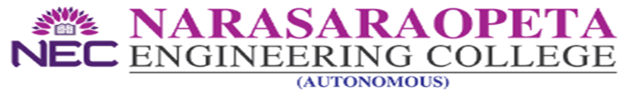 NEC
NARASARAOPETA
ENGINEERING COLLEGE
(AUTONOMOUS)